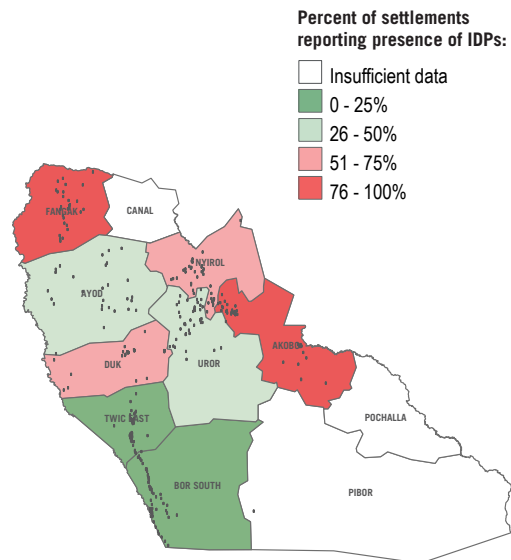 Percent of settlements
reporting presence of IDPs:
Insufficient data
0 - 25%
26 - 50%
51 - 75%
76 - 100%
FANGAK
CANAL
NYIROL
AYOD
AKOBO
DUK
UROR
TWIC EAST
POCHALLA
BOR SOUTH
PIBOR